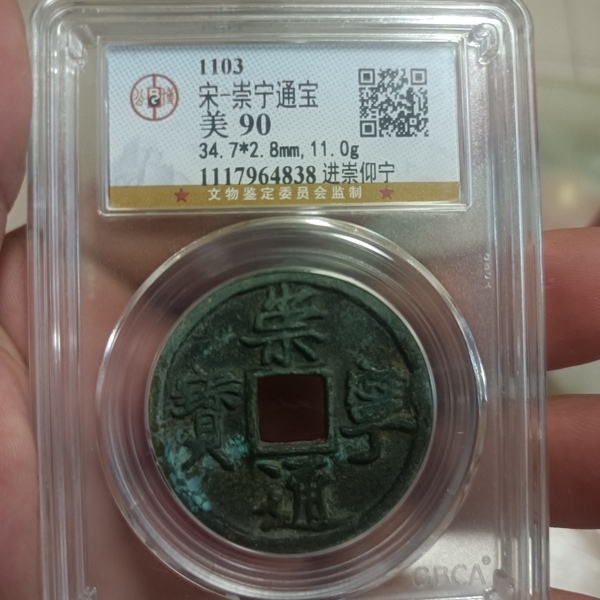 1103
宋-崇宁通宝
美 90
34.7*2.8mm,11.0g
1117964838 进崇仰宁
★ 文物鉴定委员会监制 ★
崇
寶 寧
通
GBCA